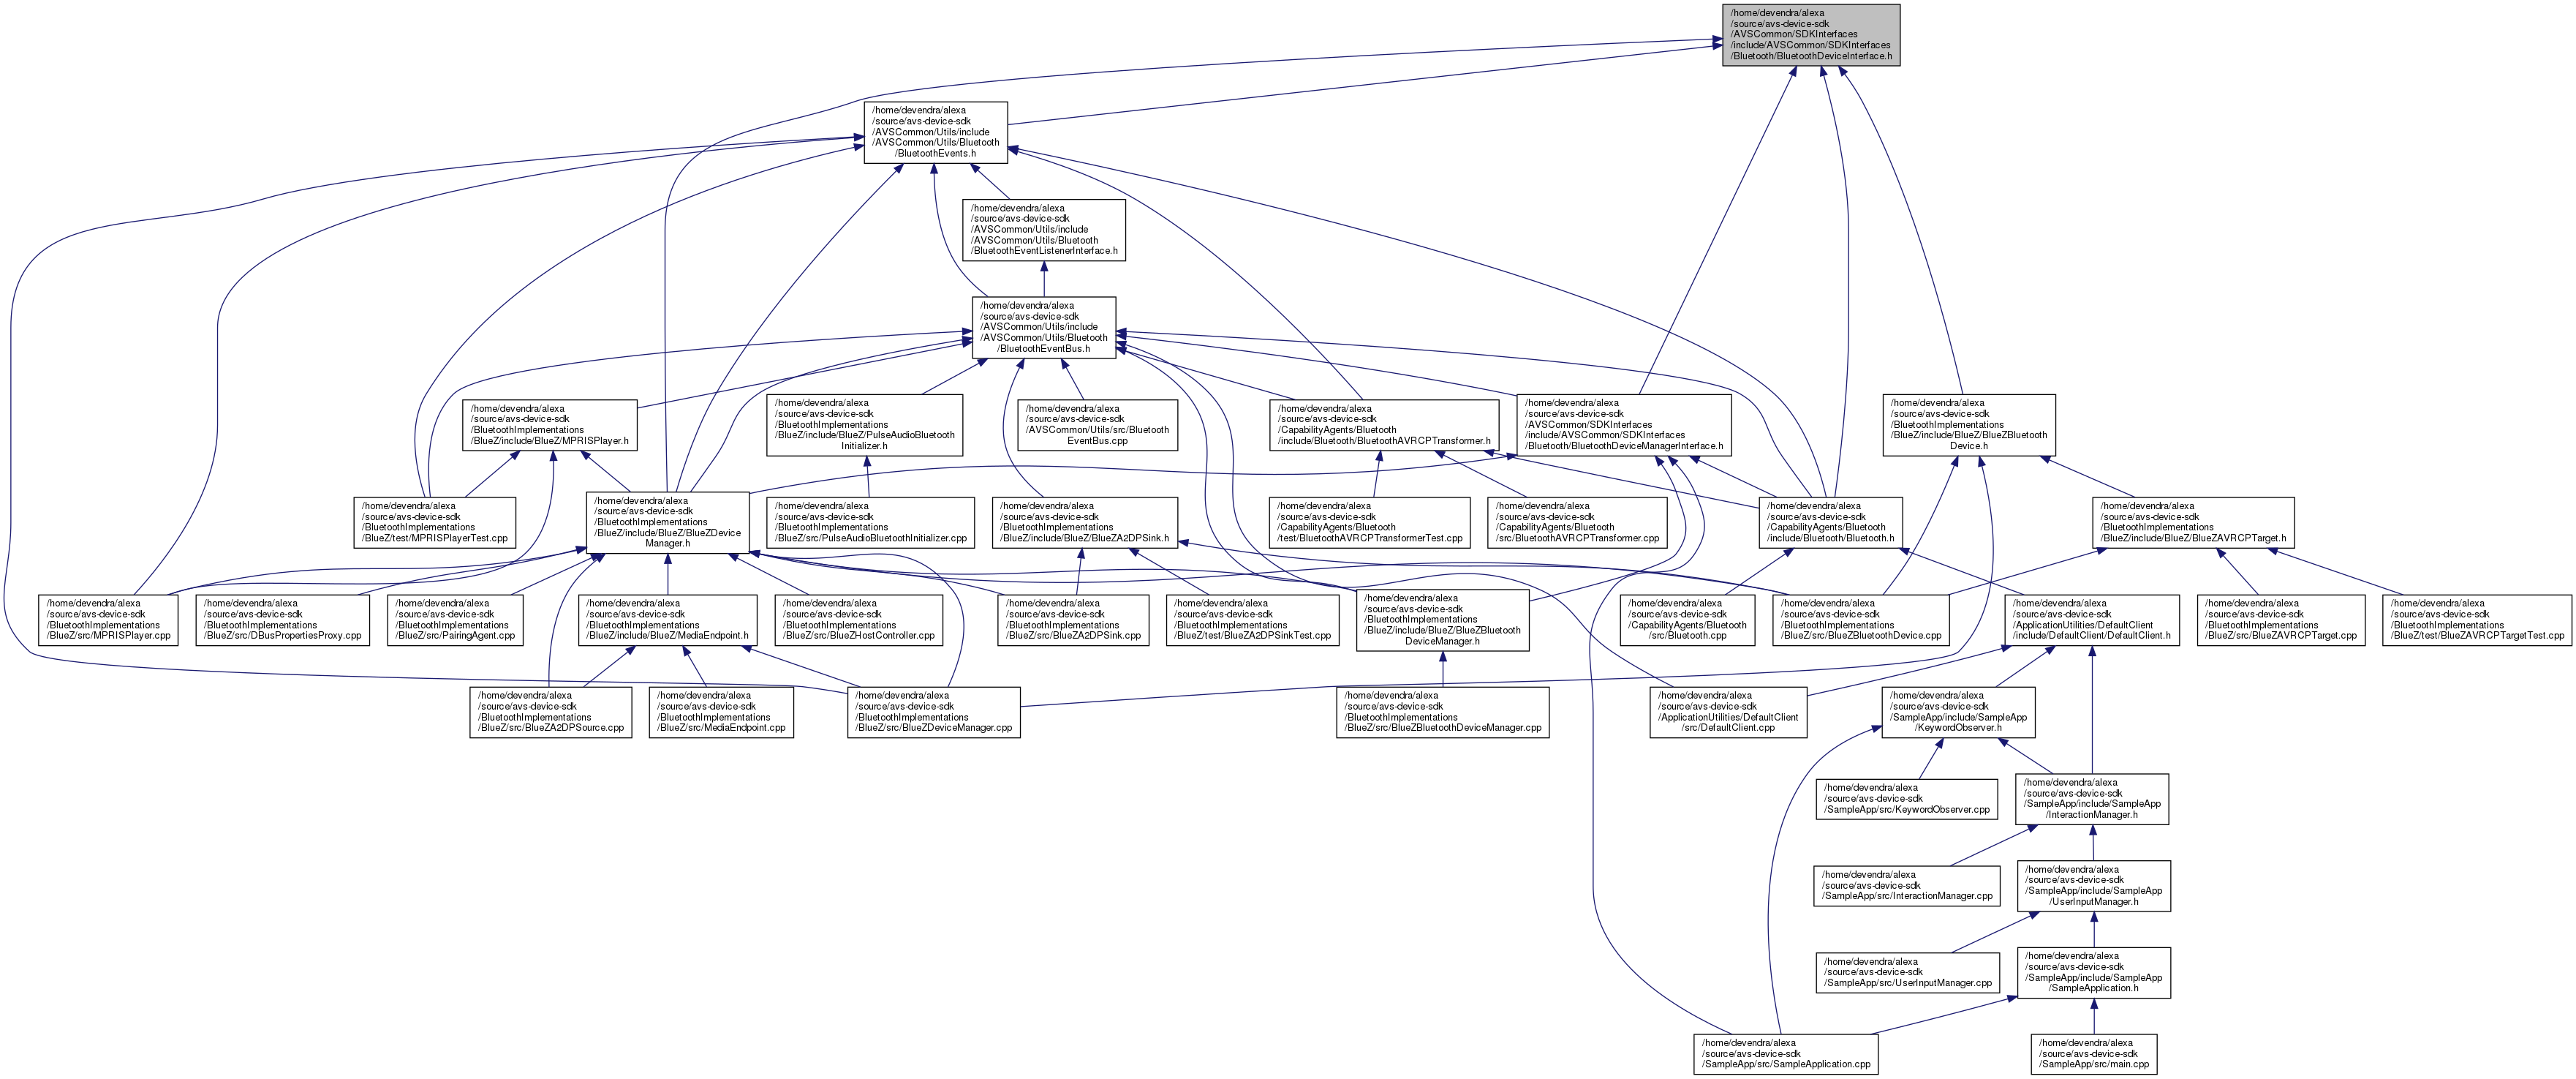 /home/devendra/alexa
/source/avs-device-sdk
/AVSCommon/SDKInterfaces
/include/AVSCommon/SDKInterfaces
/Bluetooth/BluetoothDeviceInterface.h
/home/devendra/alexa
/source/avs-device-sdk
/AVSCommon/Utils/include
/AVSCommon/Utils/Bluetooth
/BluetoothEvents.h
/home/devendra/alexa
/source/avs-device-sdk
/AVSCommon/Utils/include
/AVSCommon/Utils/Bluetooth
/BluetoothEventListenerInterface.h
/home/devendra/alexa
/source/avs-device-sdk
/AVSCommon/Utils/include
/AVSCommon/Utils/Bluetooth
/BluetoothEventBus.h
/home/devendra/alexa
/source/avs-device-sdk
/BluetoothImplementations
/BlueZ/include/BlueZ/MPRISPlayer.h
/home/devendra/alexa
/source/avs-device-sdk
/BluetoothImplementations
/BlueZ/include/BlueZ/PulseAudioBluetooth
Initializer.h
/home/devendra/alexa
/source/avs-device-sdk
/AVSCommon/Utils/src/Bluetooth
EventBus.cpp
/home/devendra/alexa
/source/avs-device-sdk
/CapabilityAgents/Bluetooth
/include/Bluetooth/BluetoothAVRCPTransformer.h
/home/devendra/alexa
/source/avs-device-sdk
/AVSCommon/SDKInterfaces
/include/AVSCommon/SDKInterfaces
/Bluetooth/BluetoothDeviceManagerInterface.h
/home/devendra/alexa
/source/avs-device-sdk
/BluetoothImplementations
/BlueZ/include/BlueZ/BlueZBluetooth
Device.h
/home/devendra/alexa
/source/avs-device-sdk
/BluetoothImplementations
/BlueZ/test/MPRISPlayerTest.cpp
/home/devendra/alexa
/source/avs-device-sdk
/BluetoothImplementations
/BlueZ/include/BlueZ/BlueZDevice
Manager.h
/home/devendra/alexa
/source/avs-device-sdk
/BluetoothImplementations
/BlueZ/src/PulseAudioBluetoothInitializer.cpp
/home/devendra/alexa
/source/avs-device-sdk
/BluetoothImplementations
/BlueZ/include/BlueZ/BlueZA2DPSink.h
/home/devendra/alexa
/source/avs-device-sdk
/CapabilityAgents/Bluetooth
/test/BluetoothAVRCPTransformerTest.cpp
/home/devendra/alexa
/source/avs-device-sdk
/CapabilityAgents/Bluetooth
/src/BluetoothAVRCPTransformer.cpp
/home/devendra/alexa
/source/avs-device-sdk
/CapabilityAgents/Bluetooth
/include/Bluetooth/Bluetooth.h
/home/devendra/alexa
/source/avs-device-sdk
/BluetoothImplementations
/BlueZ/include/BlueZ/BlueZAVRCPTarget.h
/home/devendra/alexa
/source/avs-device-sdk
/BluetoothImplementations
/BlueZ/src/MPRISPlayer.cpp
/home/devendra/alexa
/source/avs-device-sdk
/BluetoothImplementations
/BlueZ/src/DBusPropertiesProxy.cpp
/home/devendra/alexa
/source/avs-device-sdk
/BluetoothImplementations
/BlueZ/src/PairingAgent.cpp
/home/devendra/alexa
/source/avs-device-sdk
/BluetoothImplementations
/BlueZ/include/BlueZ/MediaEndpoint.h
/home/devendra/alexa
/source/avs-device-sdk
/BluetoothImplementations
/BlueZ/src/BlueZHostController.cpp
/home/devendra/alexa
/source/avs-device-sdk
/BluetoothImplementations
/BlueZ/src/BlueZA2DPSink.cpp
/home/devendra/alexa
/source/avs-device-sdk
/BluetoothImplementations
/BlueZ/test/BlueZA2DPSinkTest.cpp
/home/devendra/alexa
/source/avs-device-sdk
/BluetoothImplementations
/BlueZ/include/BlueZ/BlueZBluetooth
DeviceManager.h
/home/devendra/alexa
/source/avs-device-sdk
/CapabilityAgents/Bluetooth
/src/Bluetooth.cpp
/home/devendra/alexa
/source/avs-device-sdk
/BluetoothImplementations
/BlueZ/src/BlueZBluetoothDevice.cpp
/home/devendra/alexa
/source/avs-device-sdk
/ApplicationUtilities/DefaultClient
/include/DefaultClient/DefaultClient.h
/home/devendra/alexa
/source/avs-device-sdk
/BluetoothImplementations
/BlueZ/src/BlueZAVRCPTarget.cpp
/home/devendra/alexa
/source/avs-device-sdk
/BluetoothImplementations
/BlueZ/test/BlueZAVRCPTargetTest.cpp
/home/devendra/alexa
/source/avs-device-sdk
/BluetoothImplementations
/BlueZ/src/BlueZA2DPSource.cpp
/home/devendra/alexa
/source/avs-device-sdk
/BluetoothImplementations
/BlueZ/src/MediaEndpoint.cpp
/home/devendra/alexa
/source/avs-device-sdk
/BluetoothImplementations
/BlueZ/src/BlueZDeviceManager.cpp
/home/devendra/alexa
/source/avs-device-sdk
/BluetoothImplementations
/BlueZ/src/BlueZBluetoothDeviceManager.cpp
/home/devendra/alexa
/source/avs-device-sdk
/ApplicationUtilities/DefaultClient
/src/DefaultClient.cpp
/home/devendra/alexa
/source/avs-device-sdk
/SampleApp/include/SampleApp
/KeywordObserver.h
/home/devendra/alexa
/source/avs-device-sdk
/SampleApp/src/KeywordObserver.cpp
/home/devendra/alexa
/source/avs-device-sdk
/SampleApp/include/SampleApp
/InteractionManager.h
/home/devendra/alexa
/source/avs-device-sdk
/SampleApp/src/InteractionManager.cpp
/home/devendra/alexa
/source/avs-device-sdk
/SampleApp/include/SampleApp
/UserInputManager.h
/home/devendra/alexa
/source/avs-device-sdk
/SampleApp/src/UserInputManager.cpp
/home/devendra/alexa
/source/avs-device-sdk
/SampleApp/include/SampleApp
/SampleApplication.h
/home/devendra/alexa
/source/avs-device-sdk
/SampleApp/src/SampleApplication.cpp
/home/devendra/alexa
/source/avs-device-sdk
/SampleApp/src/main.cpp